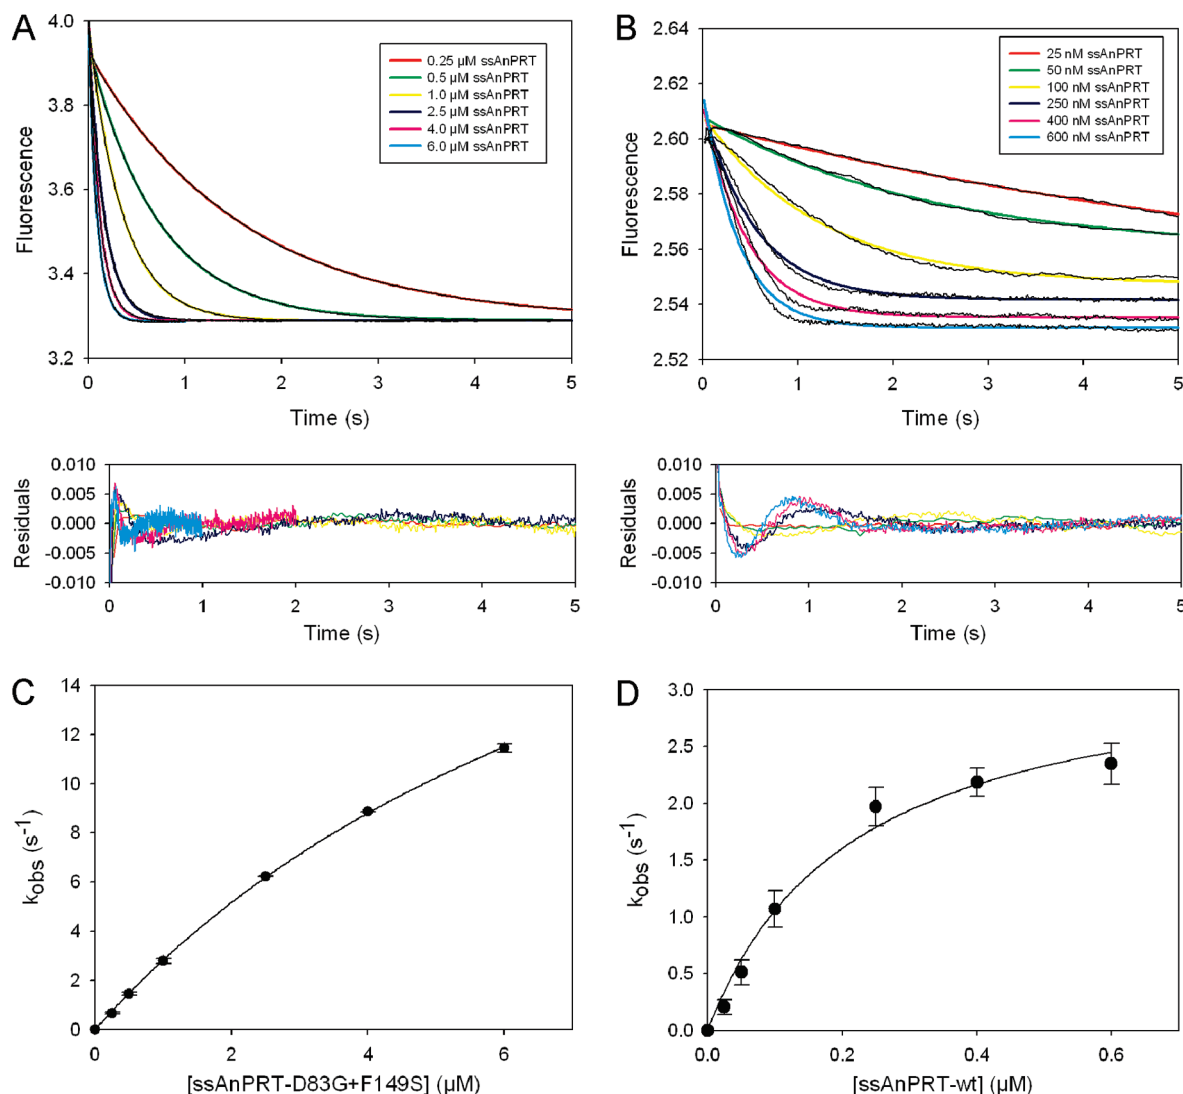 A
4.0
3.8
3.6
3.4
3.2
Fluorescence
0.25 µM ssAnPRT
0.5 µM ssAnPRT
1.0 µM ssAnPRT
2.5 µM ssAnPRT
4.0 µM ssAnPRT
6.0 µM ssAnPRT
0 1 2 3 4 5
Time (s)
B
2.64
2.60
2.58
2.56
2.54
2.52
Fluorescence
25 nM ssAnPRT
50 nM ssAnPRT
100 nM ssAnPRT
250 nM ssAnPRT
400 nM ssAnPRT
600 nM ssAnPRT
0 1 2 3 4 5
Time (s)
0.010
0.005
0.000
-0.005
-0.010
Residuals
0 1 2 3 4 5
Time (s)
0.010
0.005
0.000
-0.005
-0.010
Residuals
0 1 2 3 4 5
Time (s)
C
14
12
10
8
6
4
2
0
kobs (s-1)
0 2 4 6
[ssAnPRT-D83G+F149S] (µM)
D
3.0
2.5
2.0
1.5
1.0
0.5
0.0
kobs (s-1)
0.0 0.2 0.4 0.6
[ssAnPRT-wt] (µM)